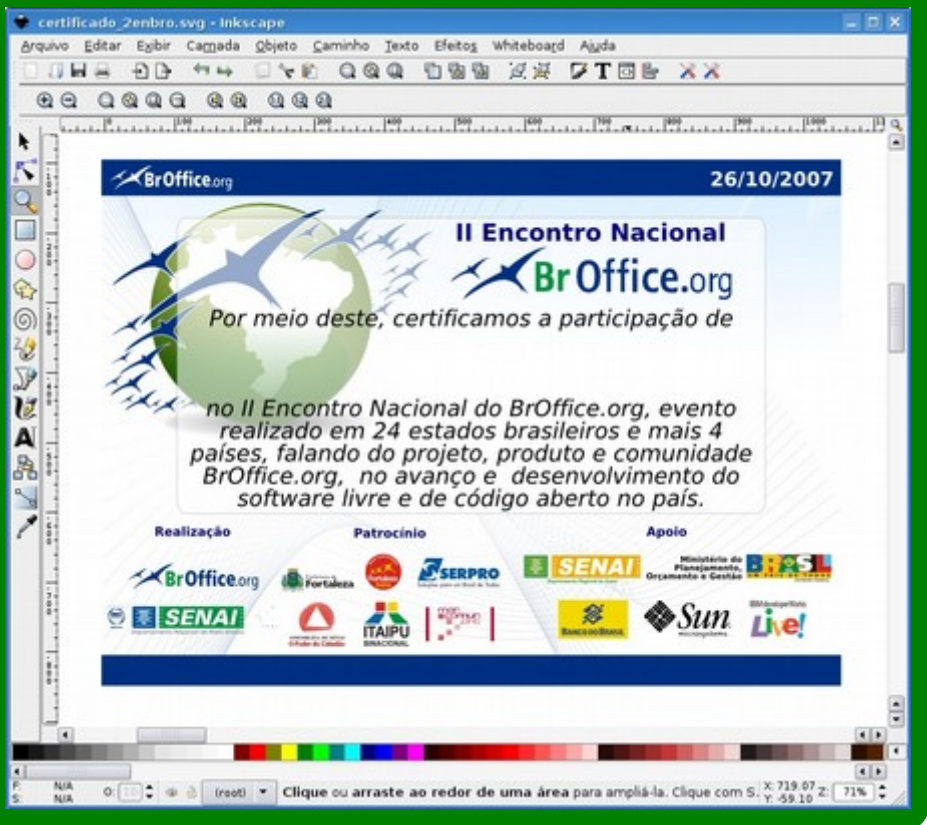 certificado_2enbro.svg - Inkscape
Arquivo Editar Exibir Camada Objeto Caminho Texto Efeitos Whiteboard Ajuda
BrOffice.org
26/10/2007
II Encontro Nacional
BrOffice.org
Por meio deste, certificamos a participação de
no II Encontro Nacional do BrOffice.org, evento
realizado em 24 estados brasileiros e mais 4
países, falando do projeto, produto e comunidade
BrOffice.org, no avanço e desenvolvimento do
software livre e de código aberto no país.
Realização
Patrocínio
Apoio
BrOffice.org
Fortaleza
SERPRO
SENAI
Ministério do
Planejamento,
Orçamento e Gestão
BRASIL
SENAI
ITAIPU
BINACIONAL
BANCO DO BRASIL
Sun
microsystems
Live!
F: N/A
S: N/A
O:
(root)
Clique ou arraste ao redor de uma área para ampliá-la. Clique com S.
X: 719.07
Y: -59.10
Z: 71%